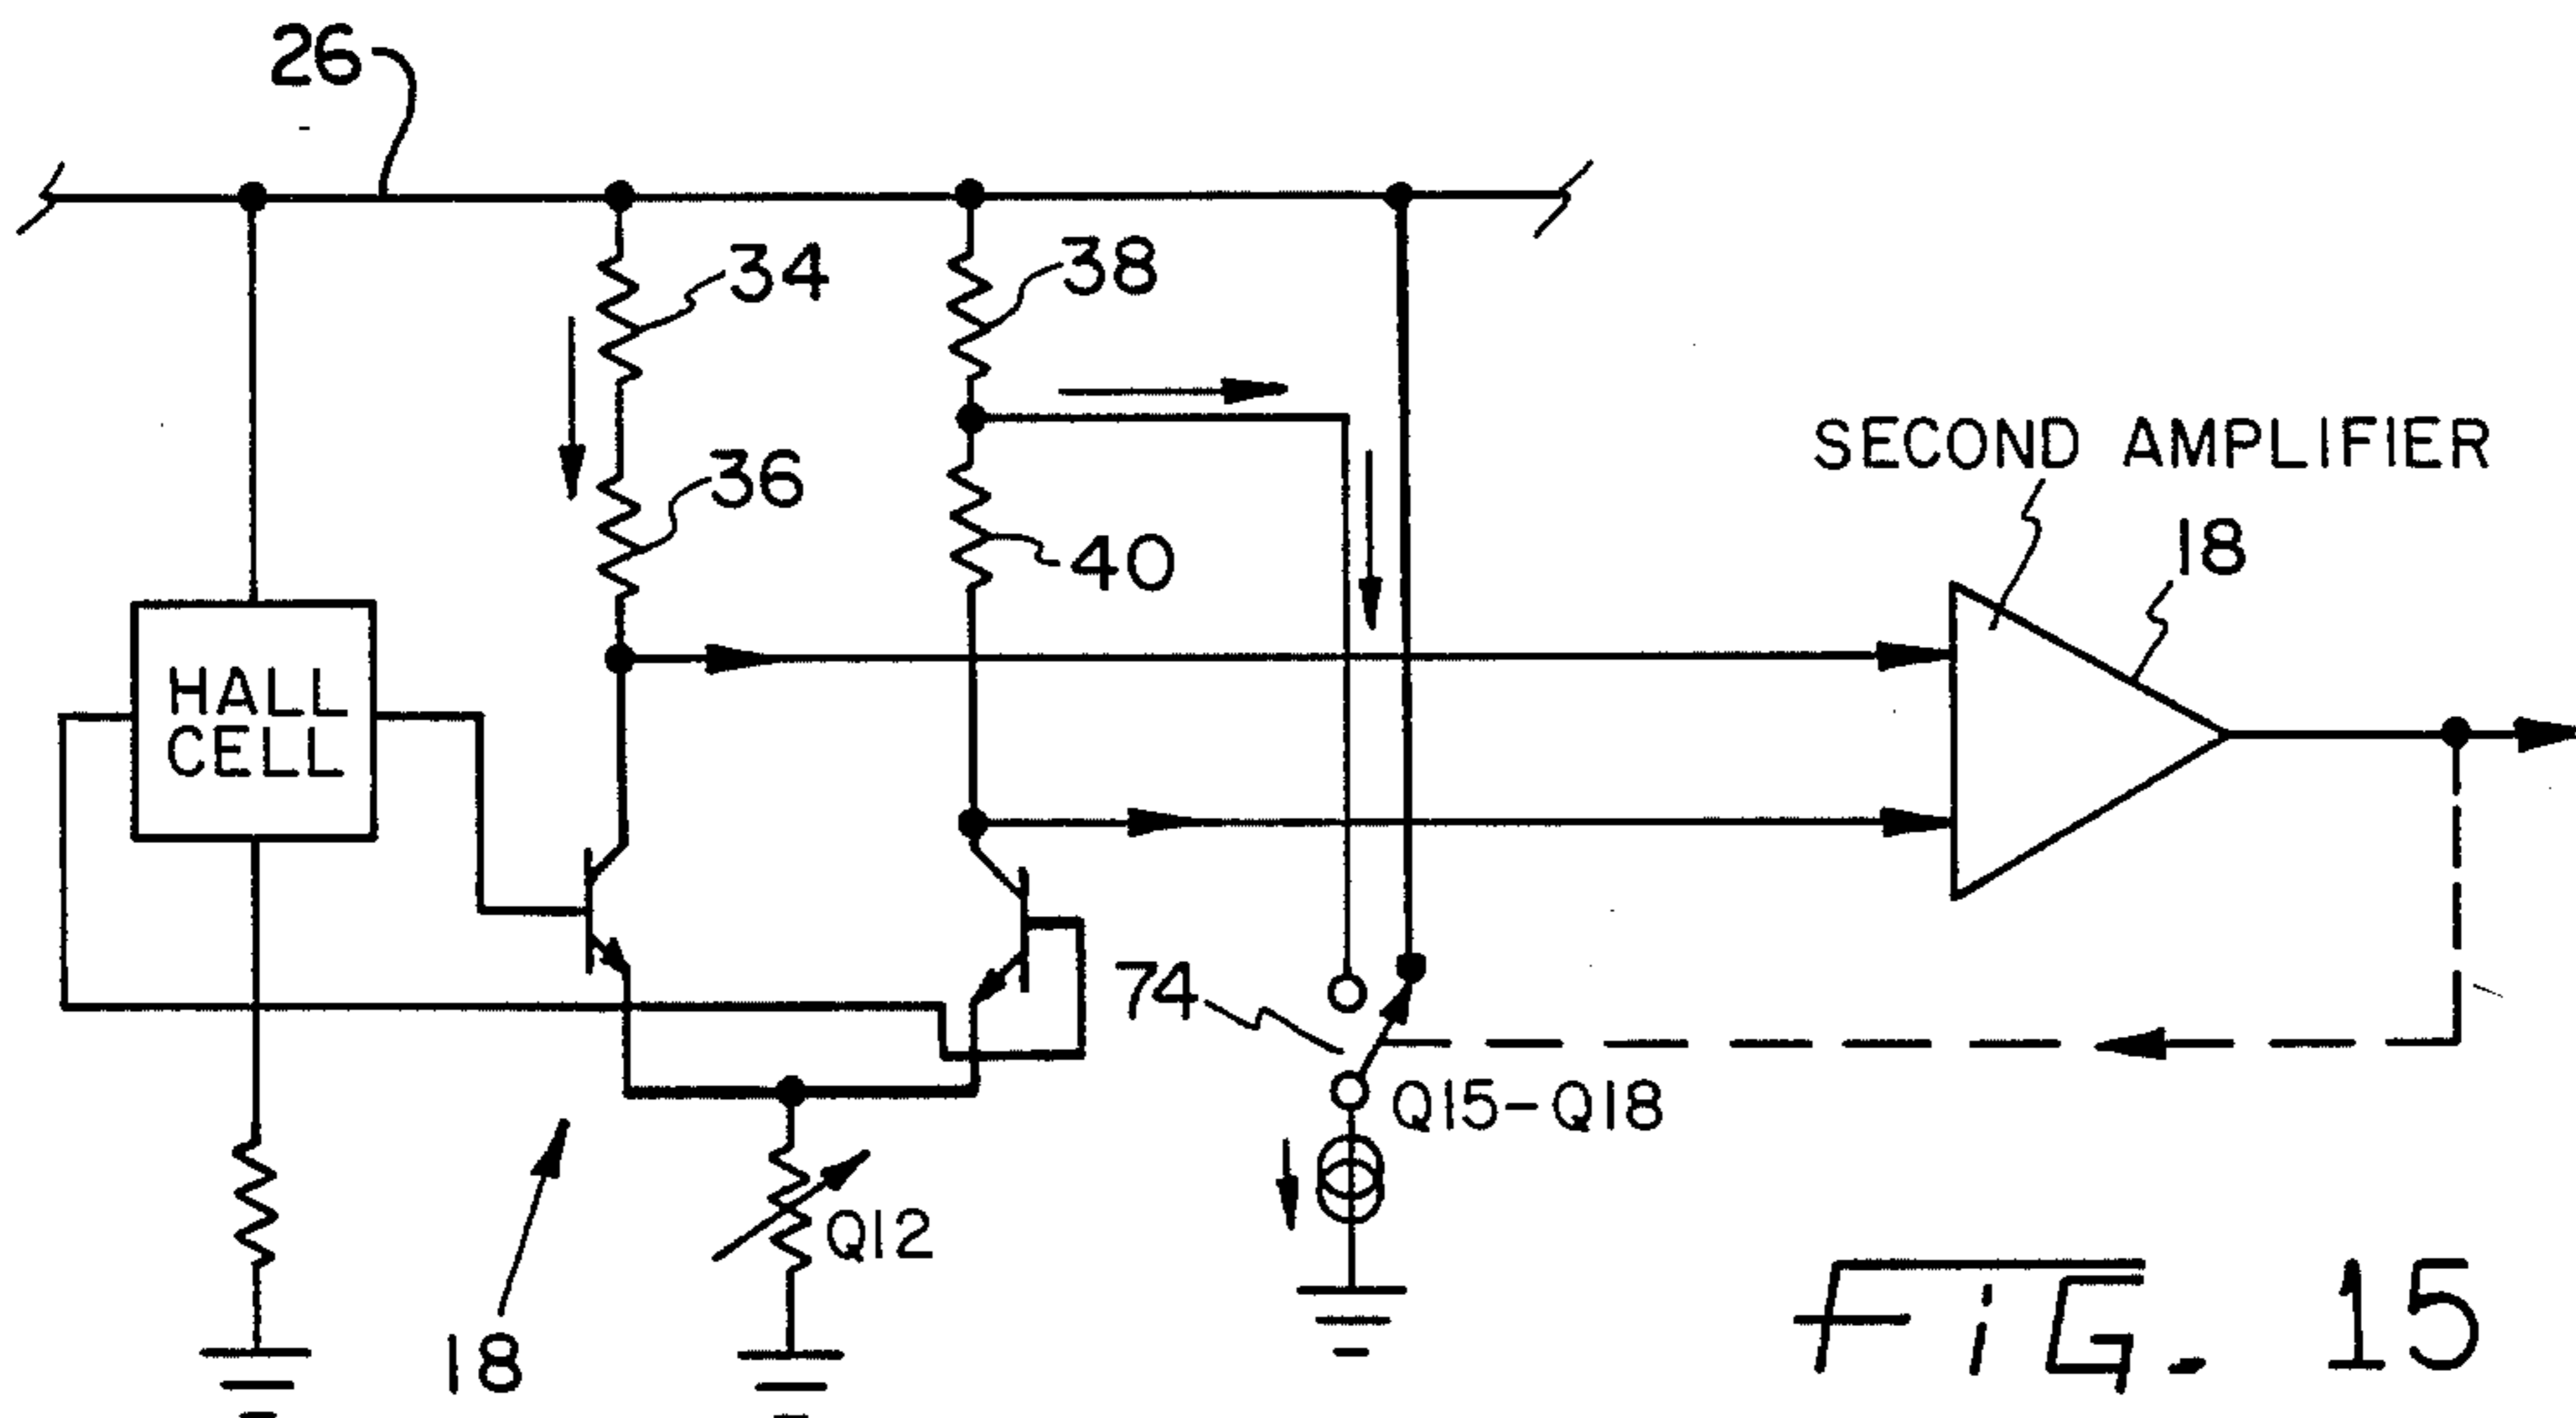 26
34
38
36
40
SECOND AMPLIFIER
18
HALL
CELL
74
Q15-Q18
Q12
18
FiG. 15